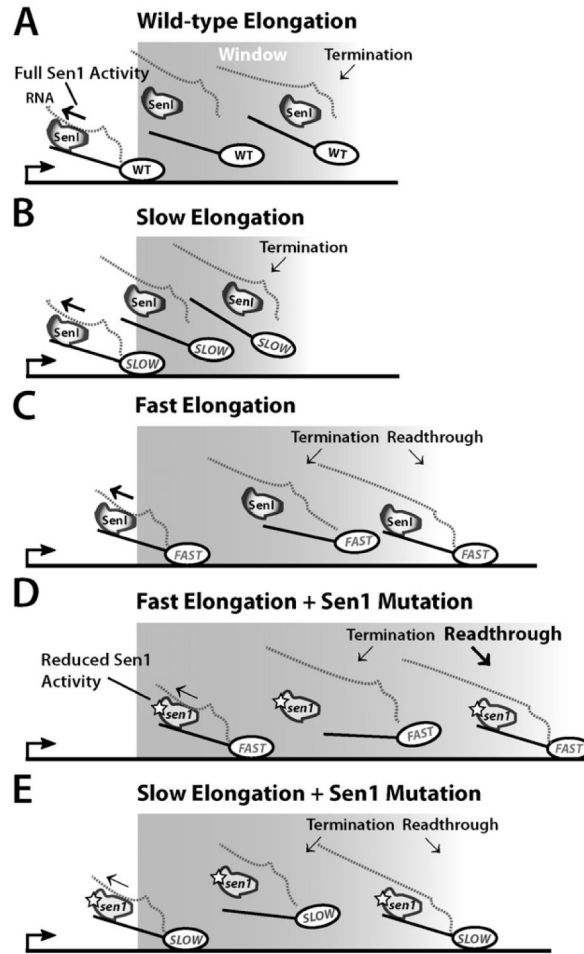 A
Wild-type Elongation
Window
Termination
Full Sen1 Activity
RNA
Sen1
Sen1
Sen1
WT
WT
WT
B
Slow Elongation
Termination
Sen1
Sen1
Sen1
SLOW
SLOW
SLOW
C
Fast Elongation
Termination Readthrough
Sen1
Sen1
Sen1
FAST
FAST
FAST
D
Fast Elongation + Sen1 Mutation
Termination Readthrough
Reduced Sen1
Activity
sen1
sen1
sen1
FAST
FAST
FAST
E
Slow Elongation + Sen1 Mutation
Termination Readthrough
sen1
sen1
sen1
SLOW
SLOW
SLOW